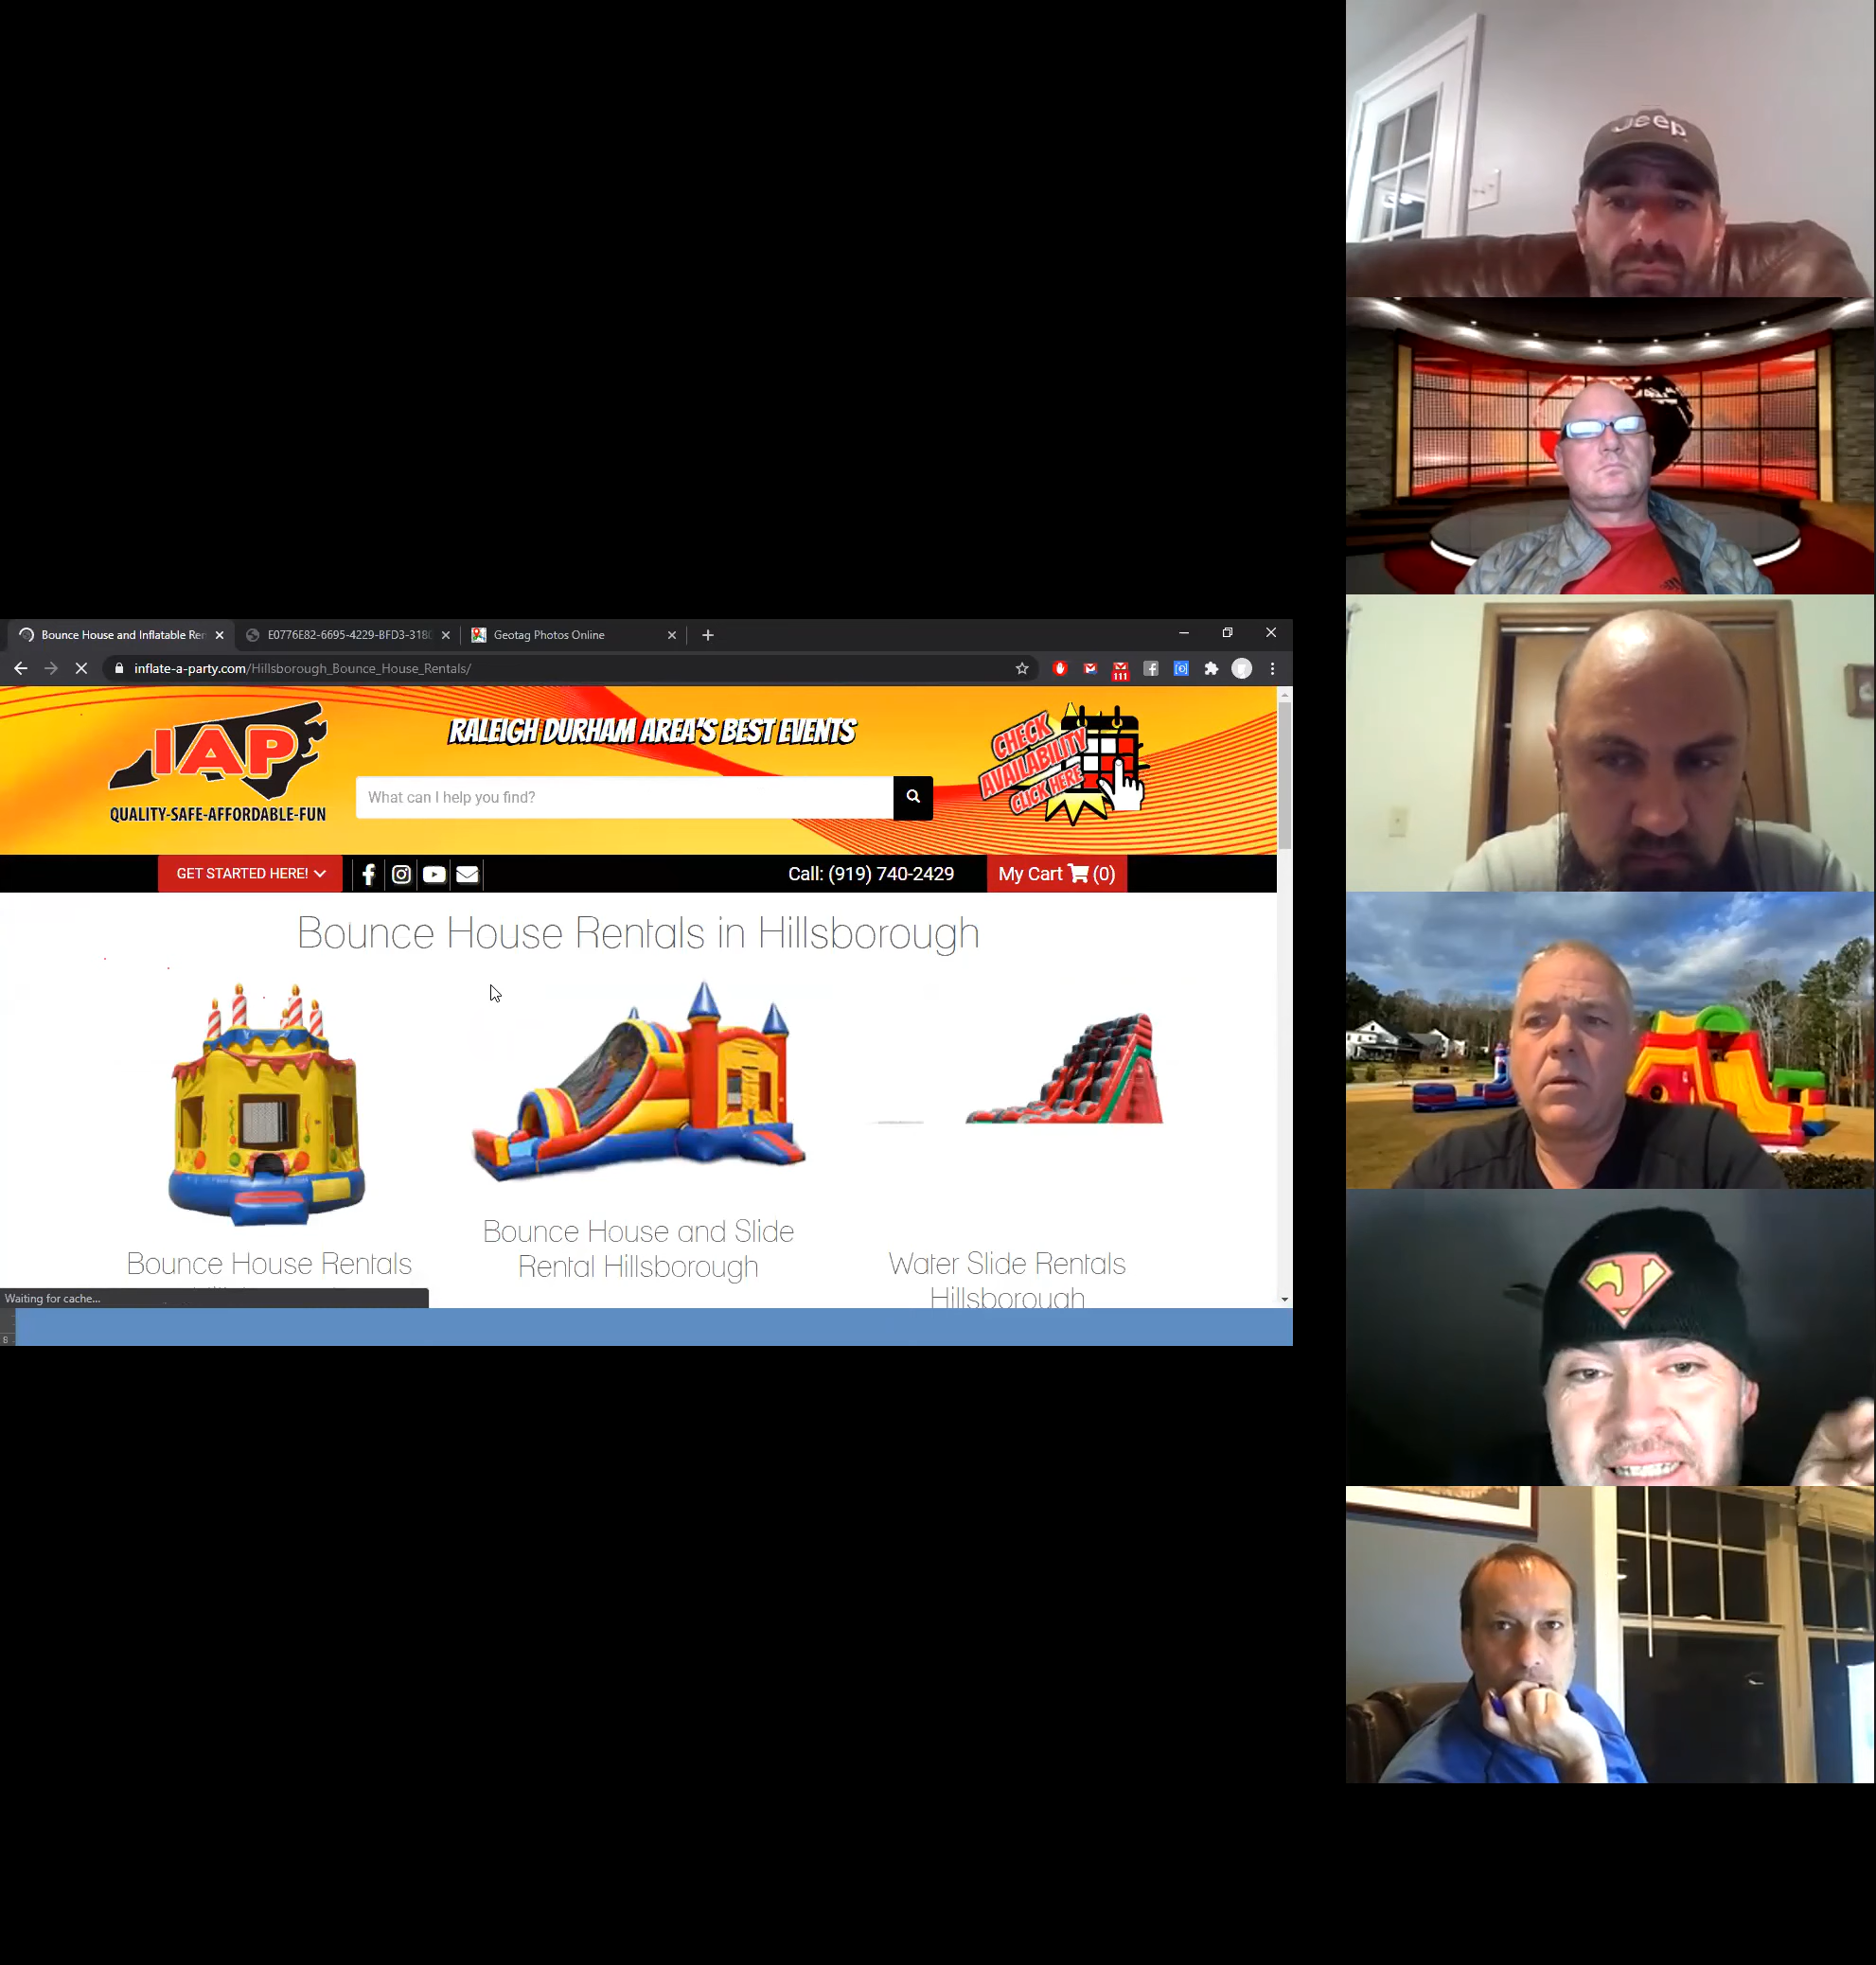 Jeep
Bounce House and Inflatable Ren
E0776E82-6695-4229-BFD3-318
Geotag Photos Online
inflate-a-party.com/Hillsborough_Bounce_House_Rentals/
111
IAP
QUALITY-SAFE-AFFORDABLE-FUN
RALEIGH DURHAM AREA'S BEST EVENTS
What can I help you find?
CHECK
AVAILABILITY
CLICK HERE
GET STARTED HERE!
Call: (919) 740-2429
My Cart (0)
Bounce House Rentals in Hillsborough
Bounce House Rentals
Bounce House and Slide
Rental Hillsborough
Water Slide Rentals
Hillsborough
Waiting for cache...
6
J